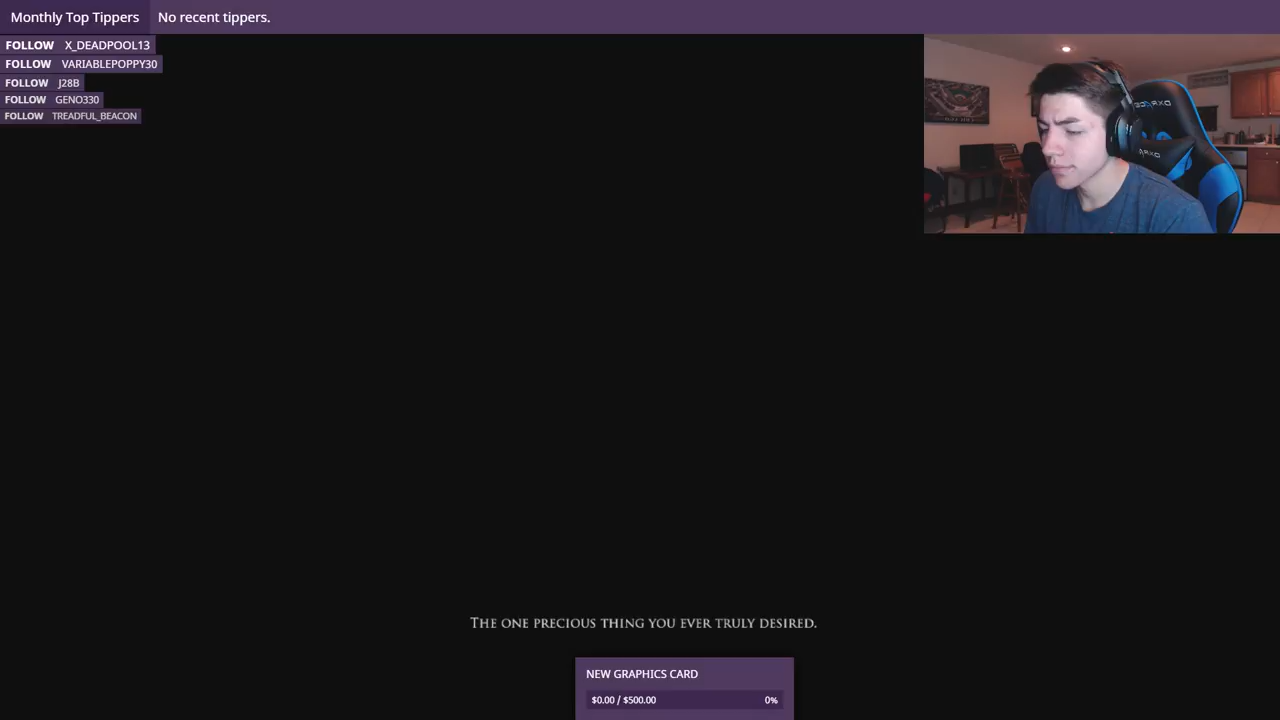 Monthly Top Tippers No recent tippers.
FOLLOW X_DEADPOOL13
FOLLOW VARIABLEPOPPY30
FOLLOW J28B
FOLLOW GENO330
FOLLOW TREADFUL_BEACON
THE ONE PRECIOUS THING YOU EVER TRULY DESIRED.
NEW GRAPHICS CARD
$0.00 / $500.00 0%